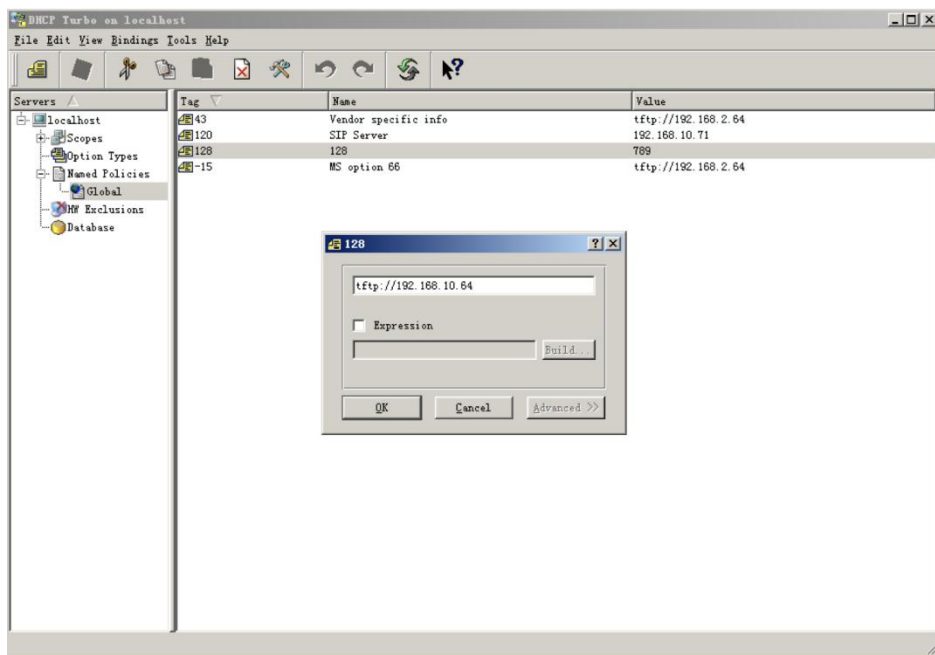 DHCP Turbo on localhost
File Edit View Bindings Tools Help
Servers
Tag Name Value
localhost
Scopes
Option Types
Named Policies
Global
HW Exclusions
Database
43 Vendor specific info tftp://192.168.2.64
120 SIP Server 192.168.10.71
128 128 789
-15 MS option 66 tftp://192.168.2.64
128
tftp://192.168.10.64
Expression
Build...
OK Cancel Advanced >>